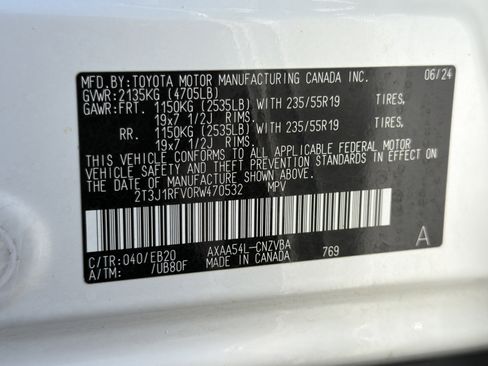 MFD.BY:TOYOTA MOTOR MANUFACTURING CANADA INC. 06/24
GVWR:2135KG (4705LB)
GAWR:FRT. 1150KG (2535LB) WITH 235/55R19 TIRES,
19x7 1/2J RIMS.
RR. 1150KG (2535LB) WITH 235/55R19 TIRES,
19x7 1/2J RIMS.
THIS VEHICLE CONFORMS TO ALL APPLICABLE FEDERAL MOTOR
VEHICLE SAFETY AND THEFT PREVENTION STANDARDS IN EFFECT ON
THE DATE OF MANUFACTURE SHOWN ABOVE.
2T3J1RFV0RW470532 MPV
C/TR:040/EB20 AXAA54L-CNZVBA A
A/TM: /UB80F MADE IN CANADA 769